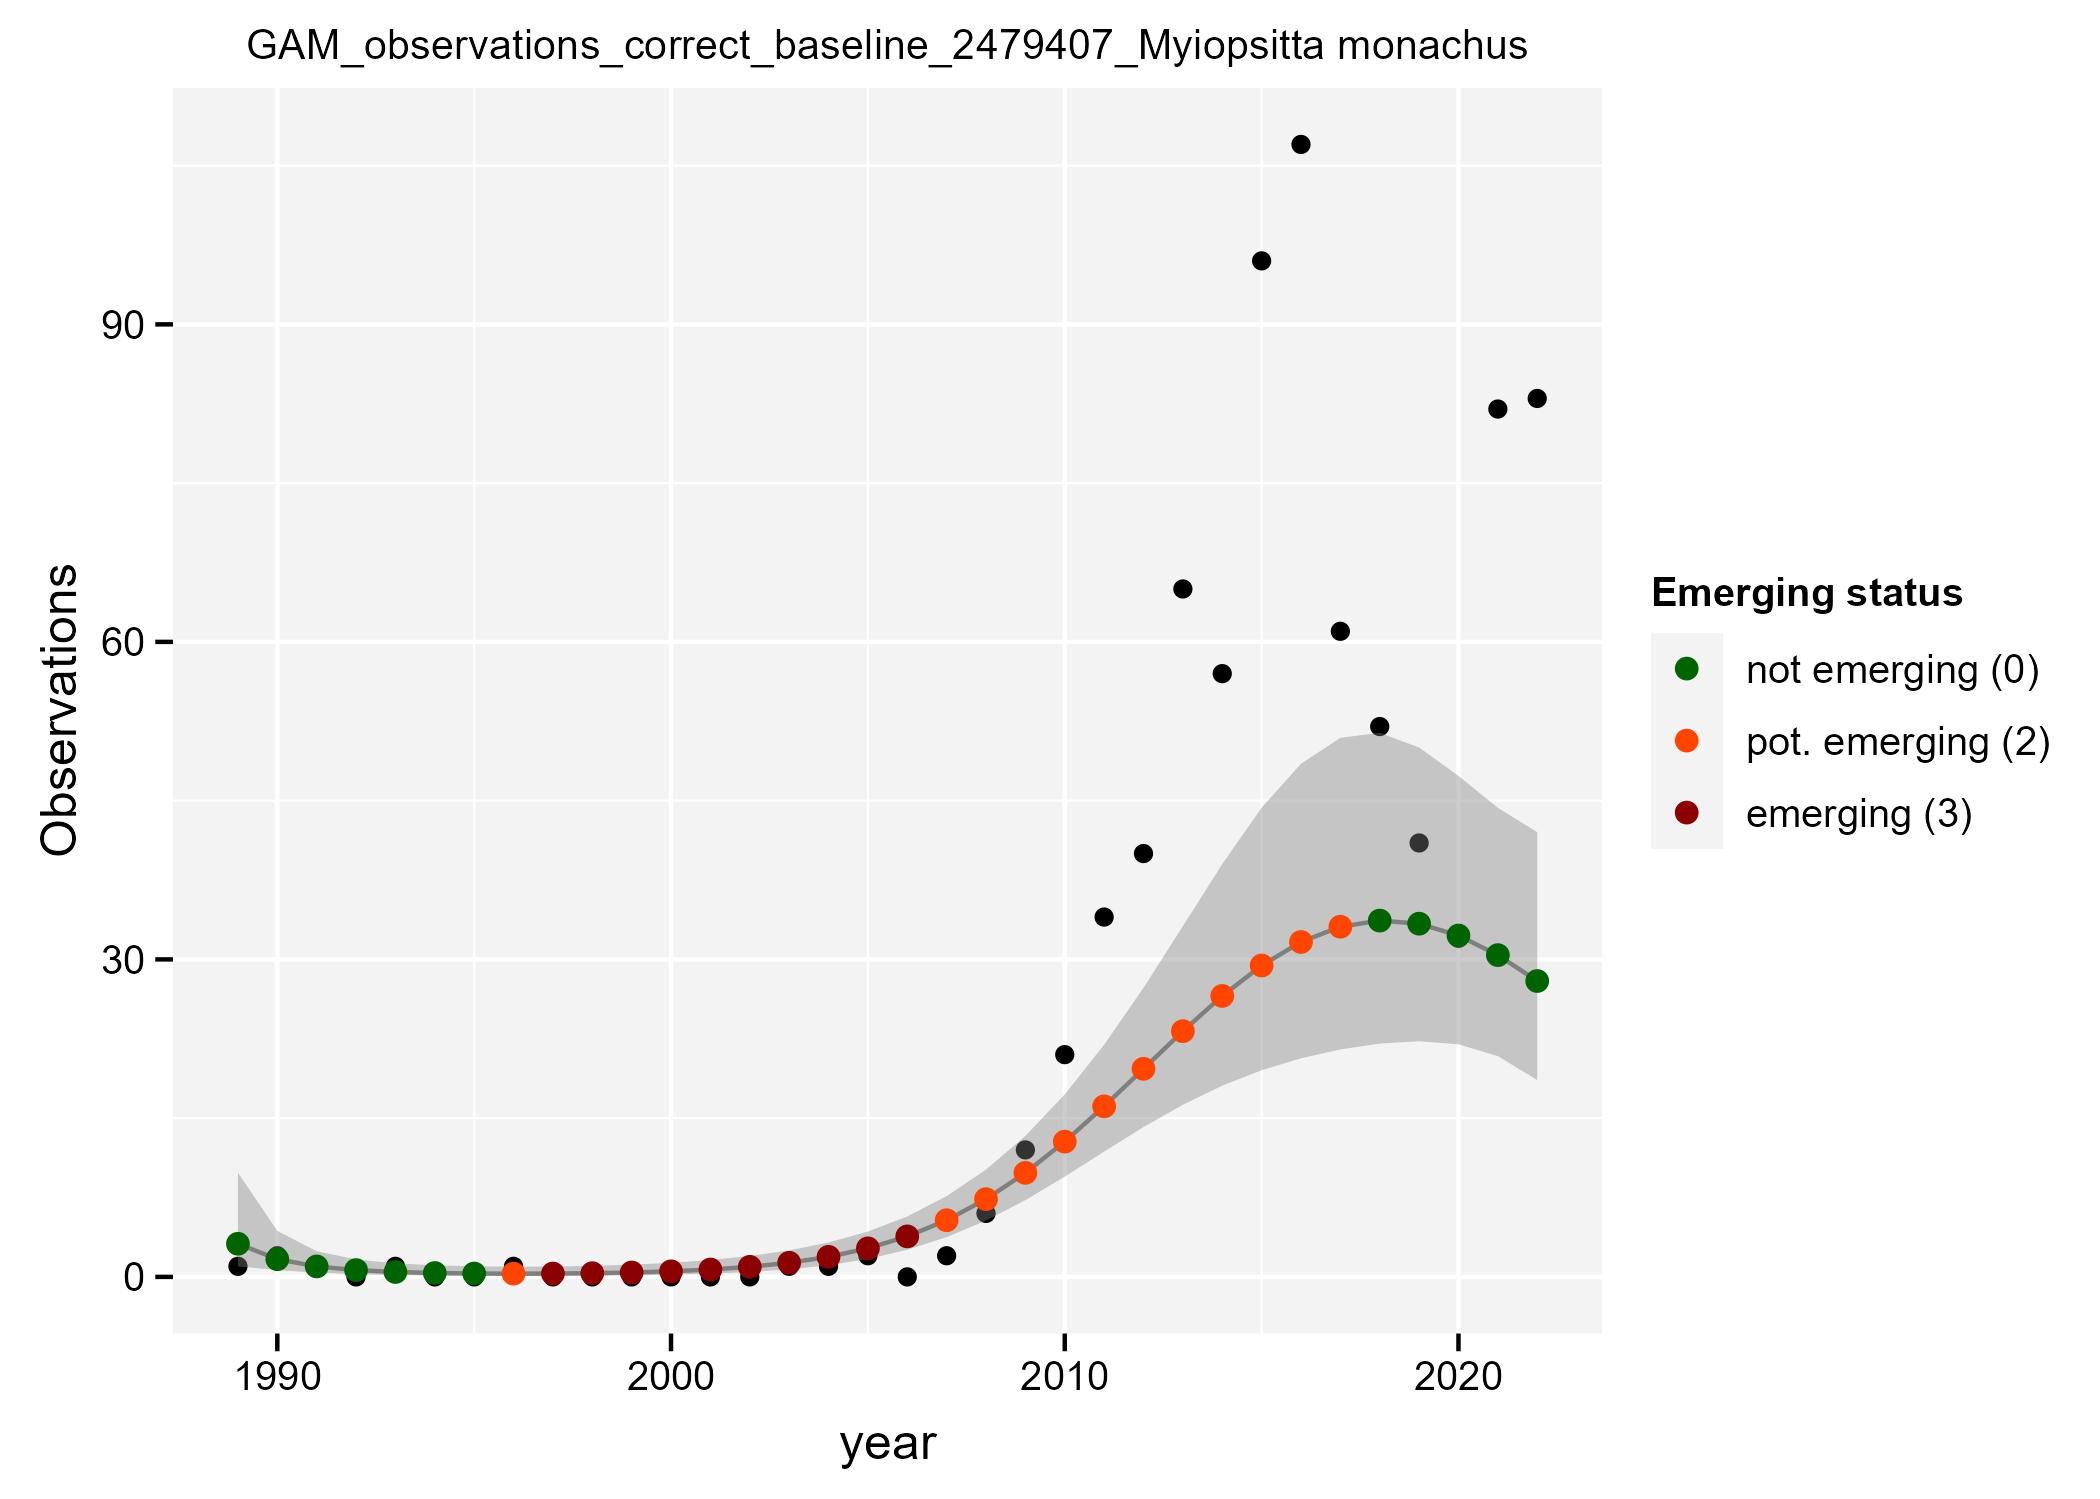 GAM_observations_correct_baseline_2479407_Myiopsitta monachus
Observations
90
60
30
0
1990
2000
2010
2020
year
Emerging status
not emerging (0)
pot. emerging (2)
emerging (3)